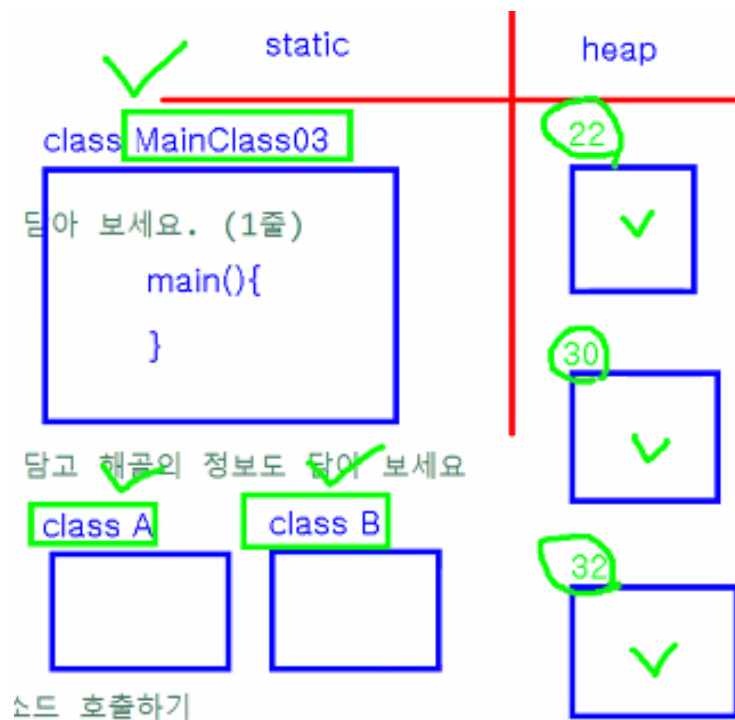 static
heap
class MainClass03
22
담아 보세요. (1줄)
main(){
}
30
담고 해골의 정보도 담아 보세요
class A
class B
32
소드 호출하기